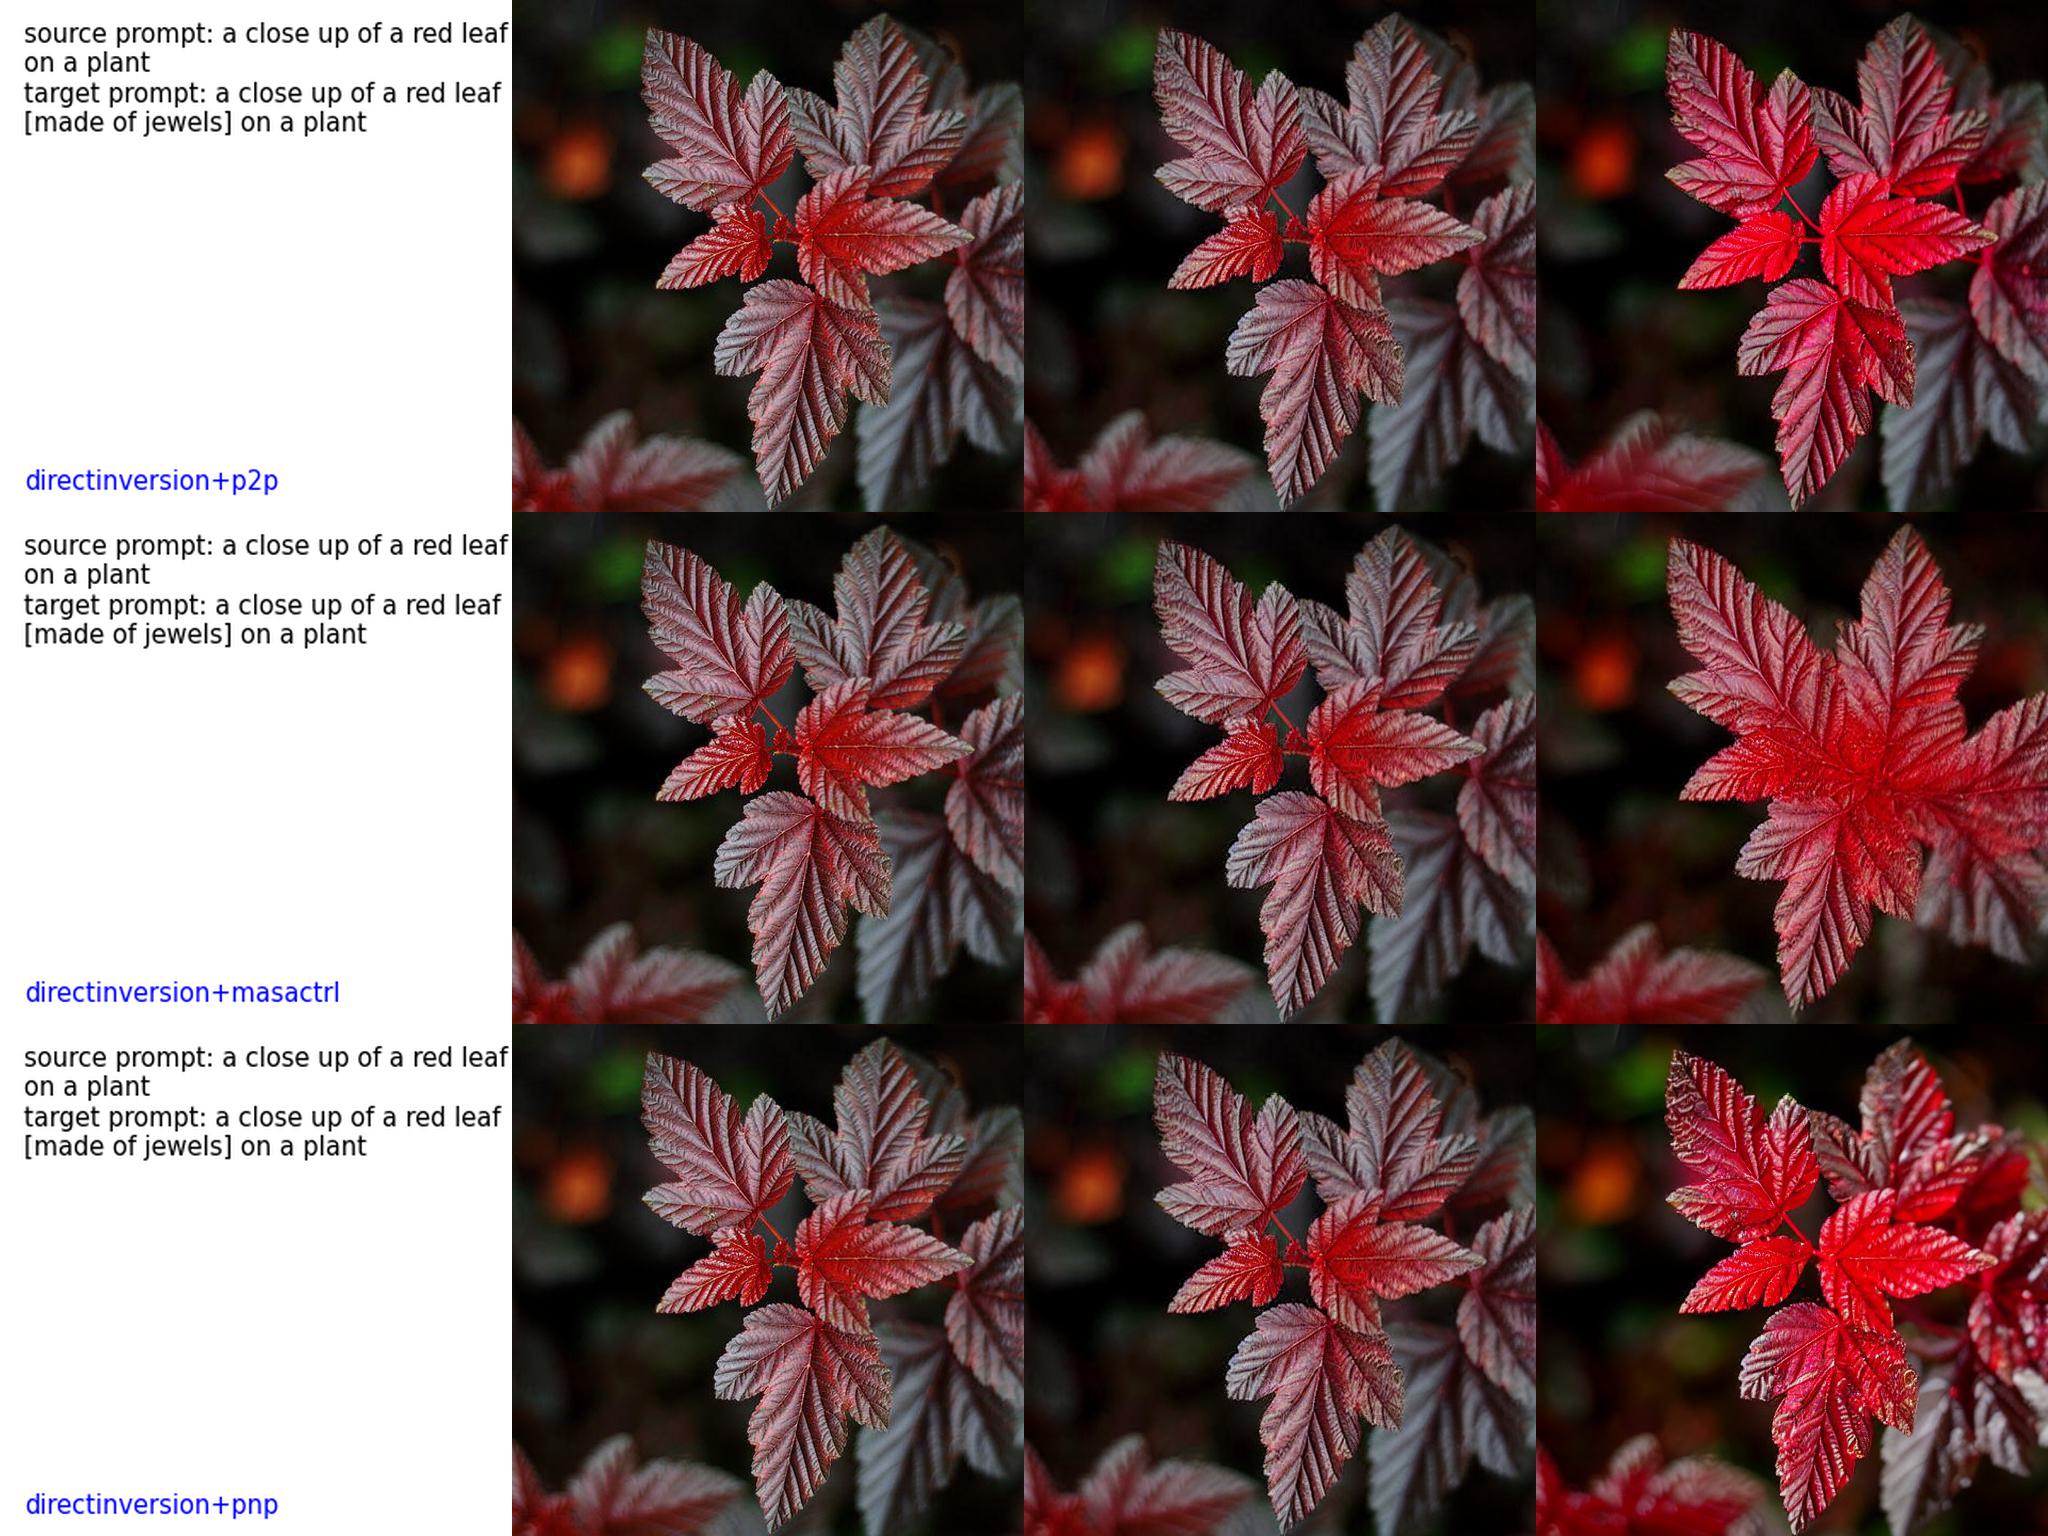 source prompt: a close up of a red leaf
on a plant
target prompt: a close up of a red leaf
[made of jewels] on a plant
directinversion+p2p
source prompt: a close up of a red leaf
on a plant
target prompt: a close up of a red leaf
[made of jewels] on a plant
directinversion+masactrl
source prompt: a close up of a red leaf
on a plant
target prompt: a close up of a red leaf
[made of jewels] on a plant
directinversion+pnp